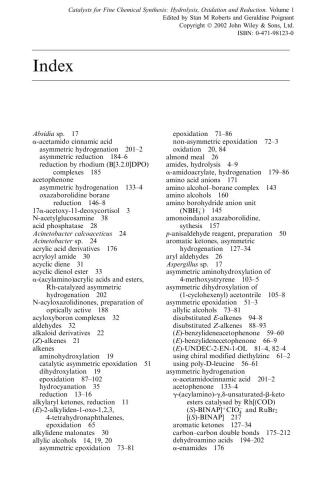 Catalysts for Fine Chemical Synthesis: Hydrolysis, Oxidation and Reduction. Volume 1
Edited by Stan M Roberts and Geraldine Poignant
Copyright © 2002 John Wiley & Sons, Ltd.
ISBN: 0-471-98123-0
Index
Absidia sp. 17
α-acetamido cinnamic acid
asymmetric hydrogenation 201–2
asymmetric reduction 184–6
reduction by rhodium (B[3.2.0]DPO)
complexes 185
acetophenone
asymmetric hydrogenation 133–4
oxazaborolidine borane
reduction 146–8
17α-acetoxy-11-deoxycortisol 3
N-acetylglucosamine 38
acid phosphatase 28
Acinetobacter calcoaceticus 24
Acinetobacter sp. 24
acrylic acid derivatives 176
acryloyl amide 30
acyclic diene 31
acyclic dienol ester 33
α-(acylamino)acrylic acids and esters,
Rh-catalyzed asymmetric
hydrogenation 202
N-acyloxazolidinones, preparation of
optically active 188
acyloxyboron complexes 32
aldehydes 32
alkaloid derivatives 22
(Z)-alkenes 21
alkenes
aminohydroxylation 19
catalytic asymmetric epoxidation 51
dihydroxylation 19
epoxidation 87–102
hydrocyanation 35
reduction 13–16
alkylaryl ketones, reduction 11
(E)-2-alkyliden-1-oxo-1,2,3,
4-tetrahydronaphthalenes,
epoxidation 65
alkylidene malonates 30
allylic alcohols 14, 19, 20
asymmetric epoxidation 73–81
epoxidation 71–86
non-asymmetric epoxidation 72–3
oxidation 20, 84
almond meal 26
amides, hydrolysis 4–9
α-amidoacrylate, hydrogenation 179–86
amino acid anions 171
amino alcohol–borane complex 143
amino alcohols 160
amino borohydride anion unit
(NBH₃⁻) 145
amonoindanol oxazaborolidine,
sythesis 157
p-anisaldehyde reagent, preparation 50
aromatic ketones, asymmetric
hydrogenation 127–34
aryl aldehydes 26
Aspergillus sp. 17
asymmetric aminohydroxylation of
4-methoxystyrene 103–5
asymmetric dihydroxylation of
(1-cyclohexenyl) acetontrile 105–8
asymmetric epoxidation 51–3
allylic alcohols 73–81
disubstituted E-alkenes 94–8
disubstituted Z-alkenes 88–93
(E)-benzylideneacetophenone 59–60
(E)-benzylideneacetophenone 66–9
(E)-UNDEC-2-EN-1-OL 81–4, 82–4
using chiral modified diethylzinc 61–2
using poly-D-leucine 56–61
asymmetric hydrogenation
α-acetamidocinnamic acid 201–2
acetophenone 133–4
γ-(acylamino)-γ,δ-unsaturated-β-keto
esters catalysed by Rh[(COD)
(S)-BINAP]⁺ClO₄⁻ and RuBr₂
[(S)-BINAP] 217
aromatic ketones 127–34
carbon-carbon double bonds 175–212
dehydroamino acids 194–202
α-enamides 176